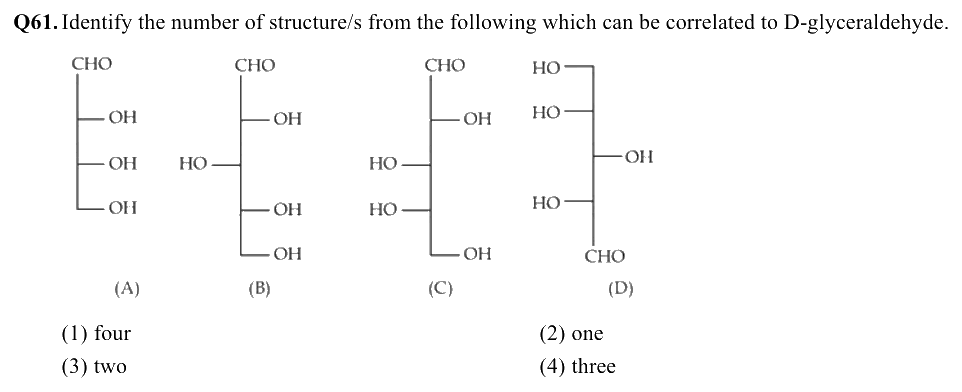 Q61. Identify the number of structure/s from the following which can be correlated to D-glyceraldehyde.
CHO CHO CHO HO
OH OH OH HO
OH HO HO OH
OH OH HO HO
OH OH CHO
(A) (B) (C) (D)
(1) four (2) one
(3) two (4) three